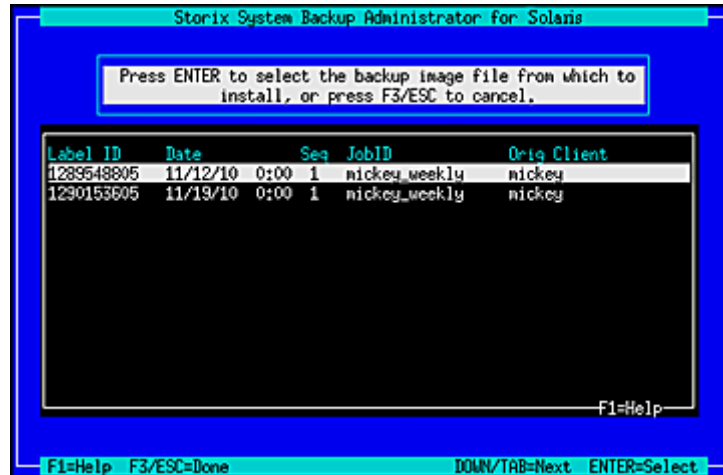 Storix System Backup Administrator for Solaris
Press ENTER to select the backup image file from which to
install, or press F3/ESC to cancel.
Label ID Date Seq JobID Orig Client
1289548805 11/12/10 0:00 1 mickey_weekly mickey
1290153605 11/19/10 0:00 1 mickey_weekly mickey
F1=Help
F1=Help F3/ESC=Done DOWN/TAB=Next ENTER=Select